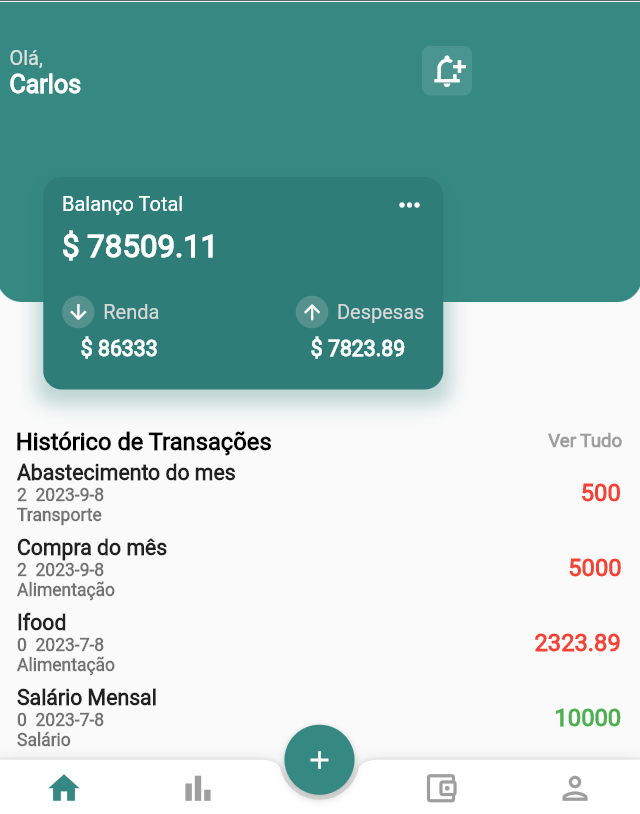 Olá,
Carlos
Balanço Total
$ 78509.11
Renda Despesas
$ 86333 $ 7823.89
Histórico de Transações Ver Tudo
Abastecimento do mes
2 2023-9-8 500
Transporte
Compra do mês
2 2023-9-8 5000
Alimentação
Ifood
0 2023-7-8 2323.89
Alimentação
Salário Mensal
0 2023-7-8 10000
Salário